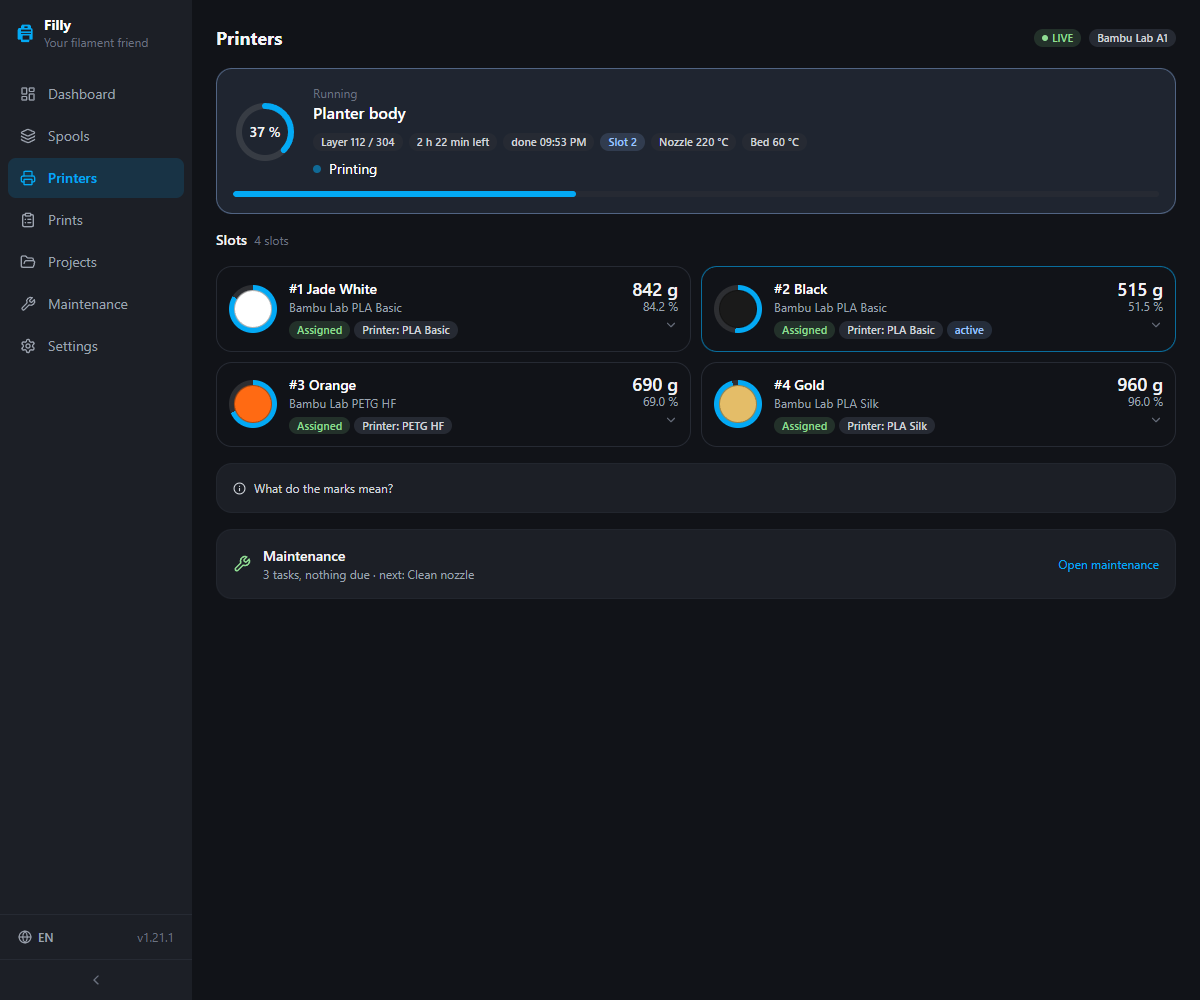 Filly
Your filament friend
Dashboard
Spools
Printers
Prints
Projects
Maintenance
Settings
EN
v1.21.1
Printers
LIVE
Bambu Lab A1
37 %
Running
Planter body
Layer 112 / 304
2 h 22 min left
done 09:53 PM
Slot 2
Nozzle 220 °C
Bed 60 °C
Printing
Slots 4 slots
#1 Jade White
Bambu Lab PLA Basic
Assigned
Printer: PLA Basic
842 g
84.2 %
#2 Black
Bambu Lab PLA Basic
Assigned
Printer: PLA Basic
active
515 g
51.5 %
#3 Orange
Bambu Lab PETG HF
Assigned
Printer: PETG HF
690 g
69.0 %
#4 Gold
Bambu Lab PLA Silk
Assigned
Printer: PLA Silk
960 g
96.0 %
What do the marks mean?
Maintenance
3 tasks, nothing due · next: Clean nozzle
Open maintenance